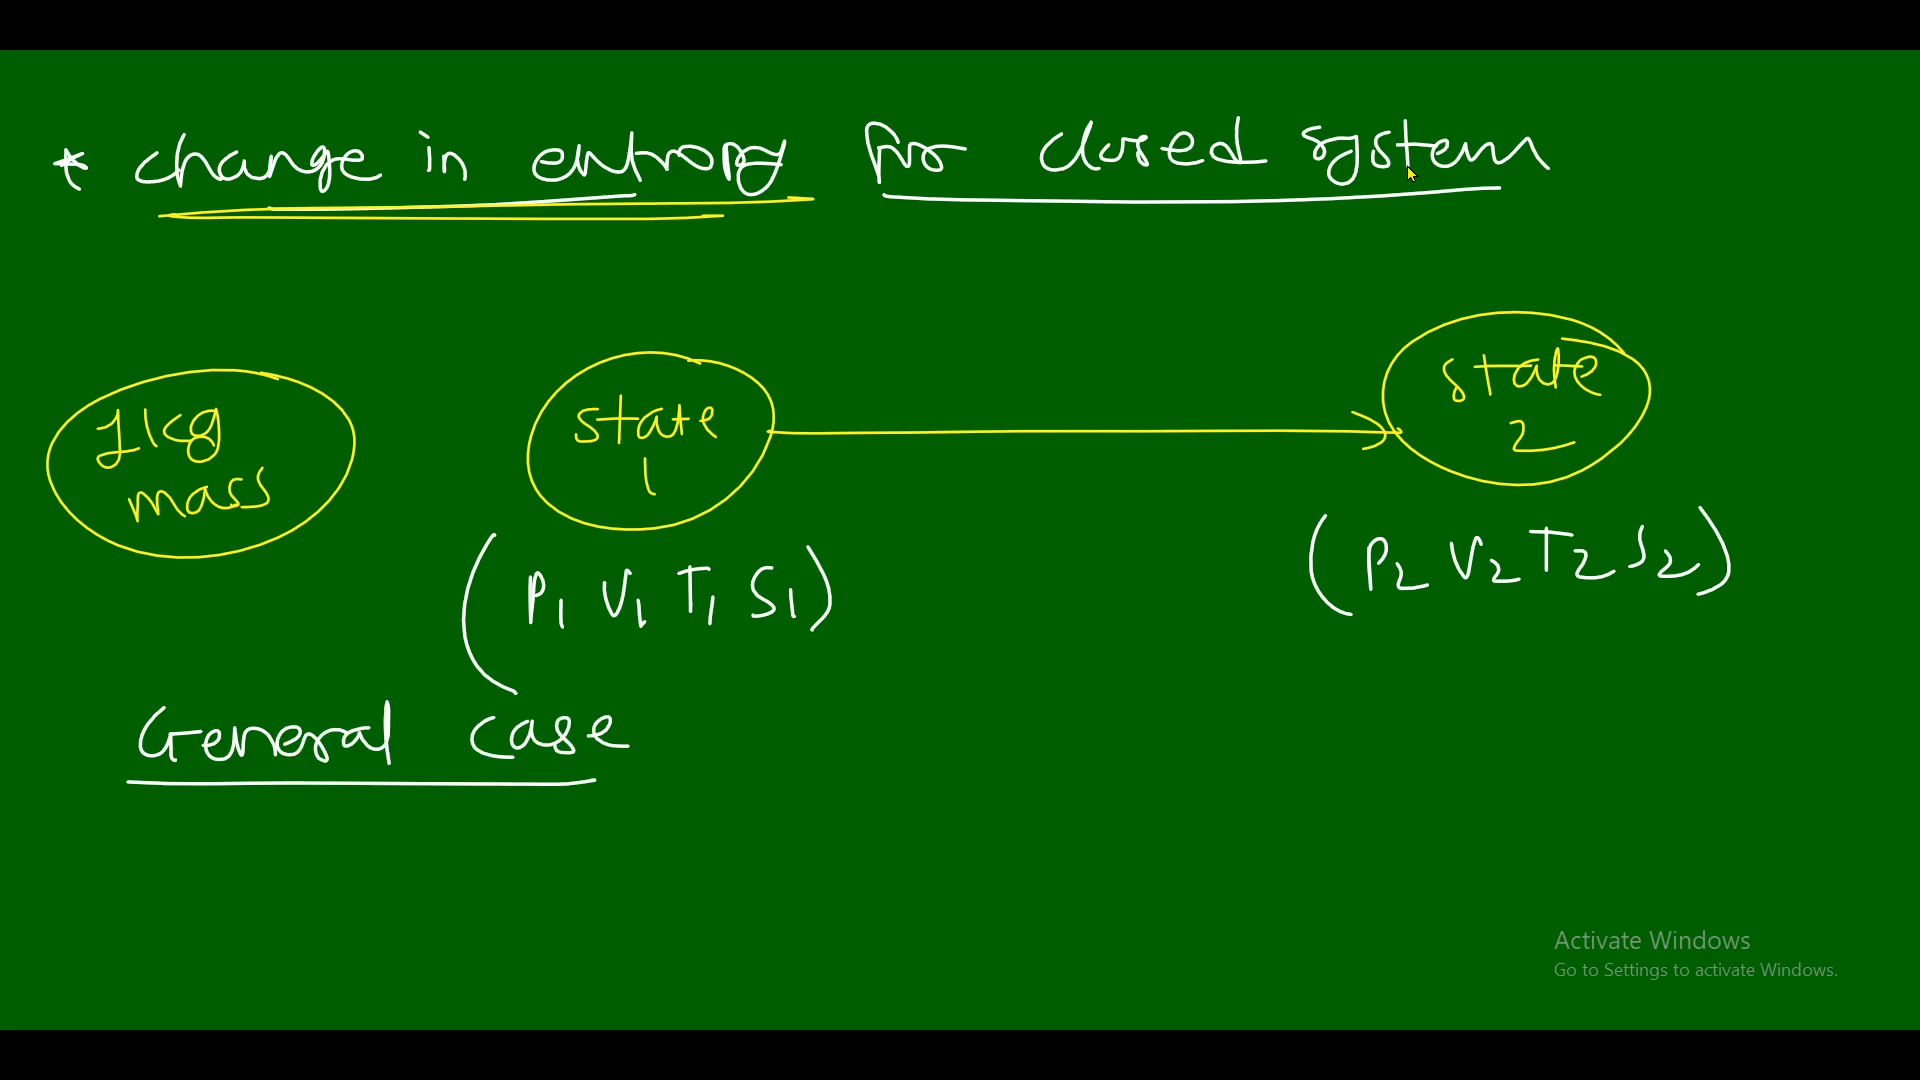 * change in entropy for closed system
1kg mass
state 1
state 2
(P1 V1 T1 S1)
(P2 V2 T2 S2)
General case
Activate Windows
Go to Settings to activate Windows.